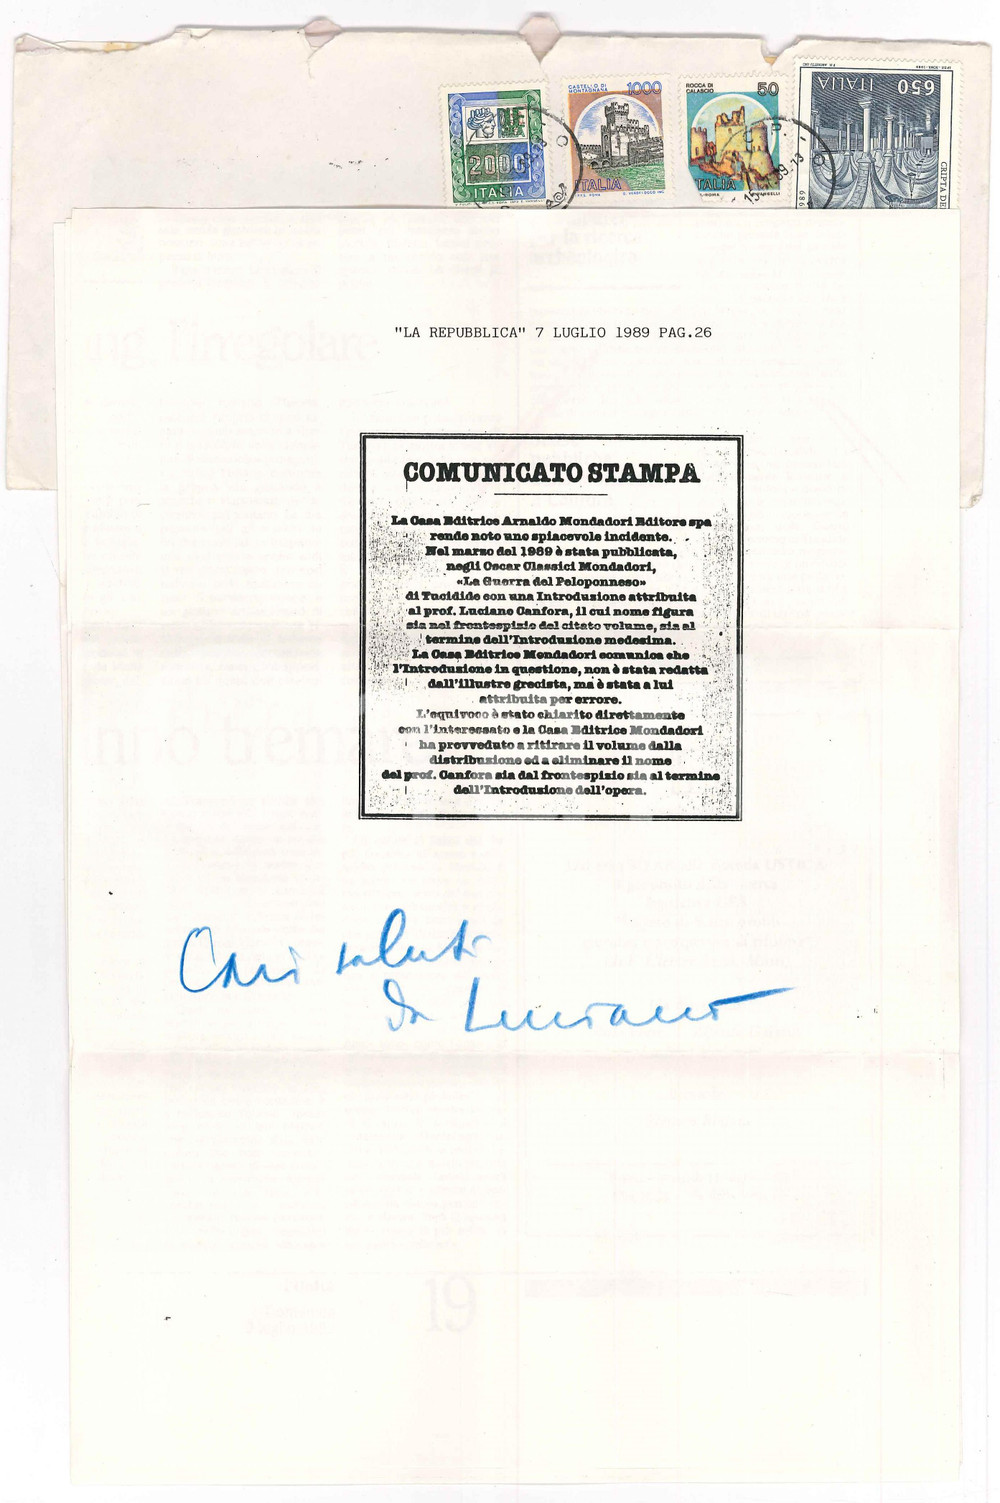 DUE
MILA
2000
ITALIA
CASTELLO DI
MONTAGNANA
1000
ITALIA
ROCCA DI
CALASCIO
50
ITALIA
650
ITALIA
CRIPTA DE
"LA REPUBBLICA" 7 LUGLIO 1989 PAG.26
COMUNICATO STAMPA
La Casa Editrice Arnaldo Mondadori Editore spa
rende noto uno spiacevole incidente.
Nel marzo del 1989 è stata pubblicata,
negli Oscar Classici Mondadori,
«La Guerra del Peloponneso»
di Tucidide con una Introduzione attribuita
al prof. Luciano Canfora, il cui nome figura
sia nel frontespizio del citato volume, sia al
termine dell'Introduzione medesima.
La Casa Editrice Mondadori comunica che
l'Introduzione in questione, non è stata redatta
dall'illustre grecista, ma è stata a lui
attribuita per errore.
L'equivoco è stato chiarito direttamente
con l'interessato e la Casa Editrice Mondadori
ha provveduto a ritirare il volume dalla
distribuzione ed a eliminare il nome
del prof. Canfora sia dal frontespizio sia al termine
dell'Introduzione dell'opera.
Cari saluti
da Luciano
19